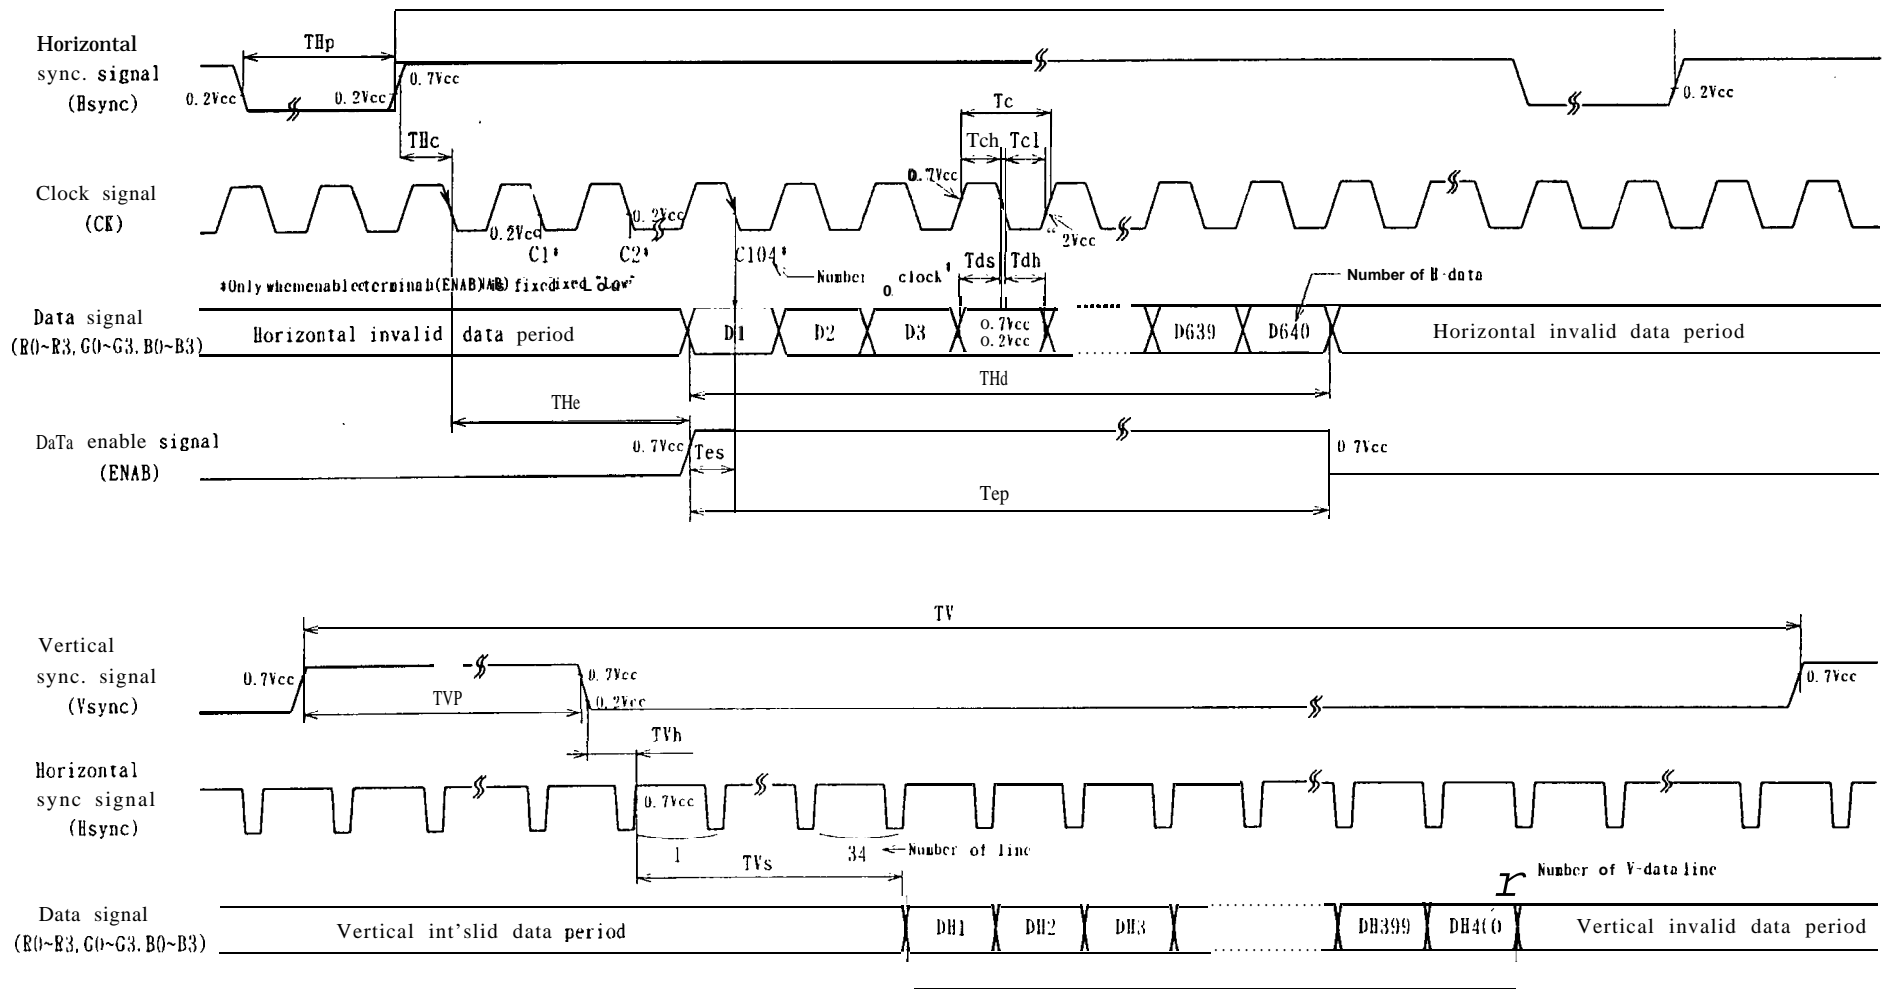 Horizontal
sync. signal
(Hsync)
THp
0.2Vcc
0.2Vcc
0.7Vcc
0.2Vcc
THc
Tc
Tch
Tcl
Clock signal
(CK)
0.7Vcc
0.2Vcc
0.2Vcc
2Vcc
C1*
C2*
C104*
Number
clock*
Tds
Tdh
Number of H-data
Data signal
(R0~R3, G0~G3. B0~B3)
Horizontal invalid data period
D1
D2
D3
0.7Vcc
0.2Vcc
D639
D640
Horizontal invalid data period
THd
THe
DaTa enable signal
(ENAB)
0.7Vcc
Tes
0 7Vcc
Tep
TV
Vertical
sync. signal
(Vsync)
0.7Vcc
TVP
0.7Vcc
0.2Vcc
0.7Vcc
TVh
Horizontal
sync signal
(Hsync)
0.7Vcc
1
34
Number of line
TVs
Number of V-data line
Data signal
(R0~R3, G0~G3. B0~B3)
Vertical int'slid data period
DH1
DH2
DH3
DH399
DH400
Vertical invalid data period